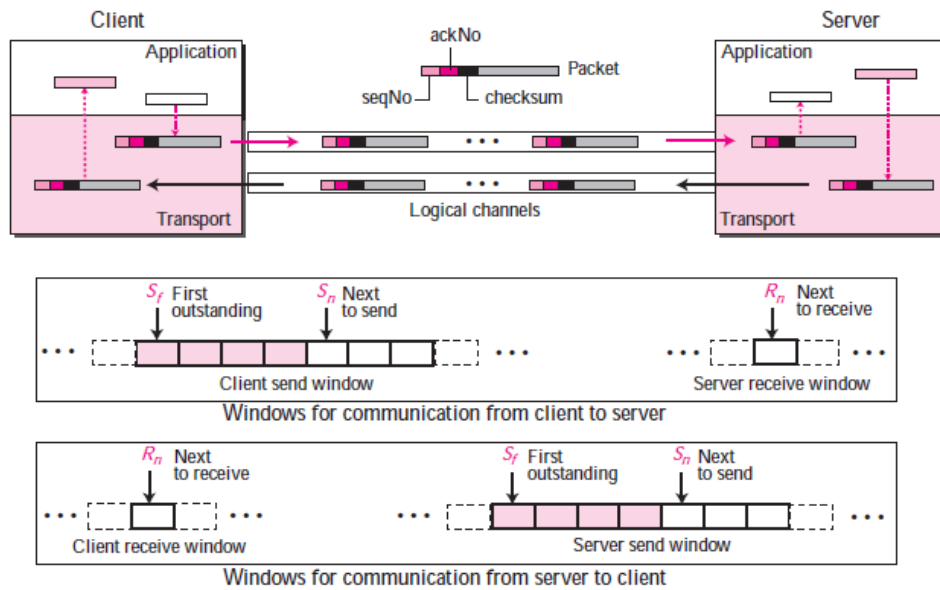 Client
Server
Application
ackNo
Application
Packet
seqNo
checksum
• • •
• • •
Transport
Logical channels
Transport
Sf First
outstanding
Sn Next
to send
Rn Next
to receive
• • •
• • •
• • •
• • •
Client send window
Server receive window
Windows for communication from client to server
Rn Next
to receive
Sf First
outstanding
Sn Next
to send
• • •
• • •
• • •
• • •
Client receive window
Server send window
Windows for communication from server to client